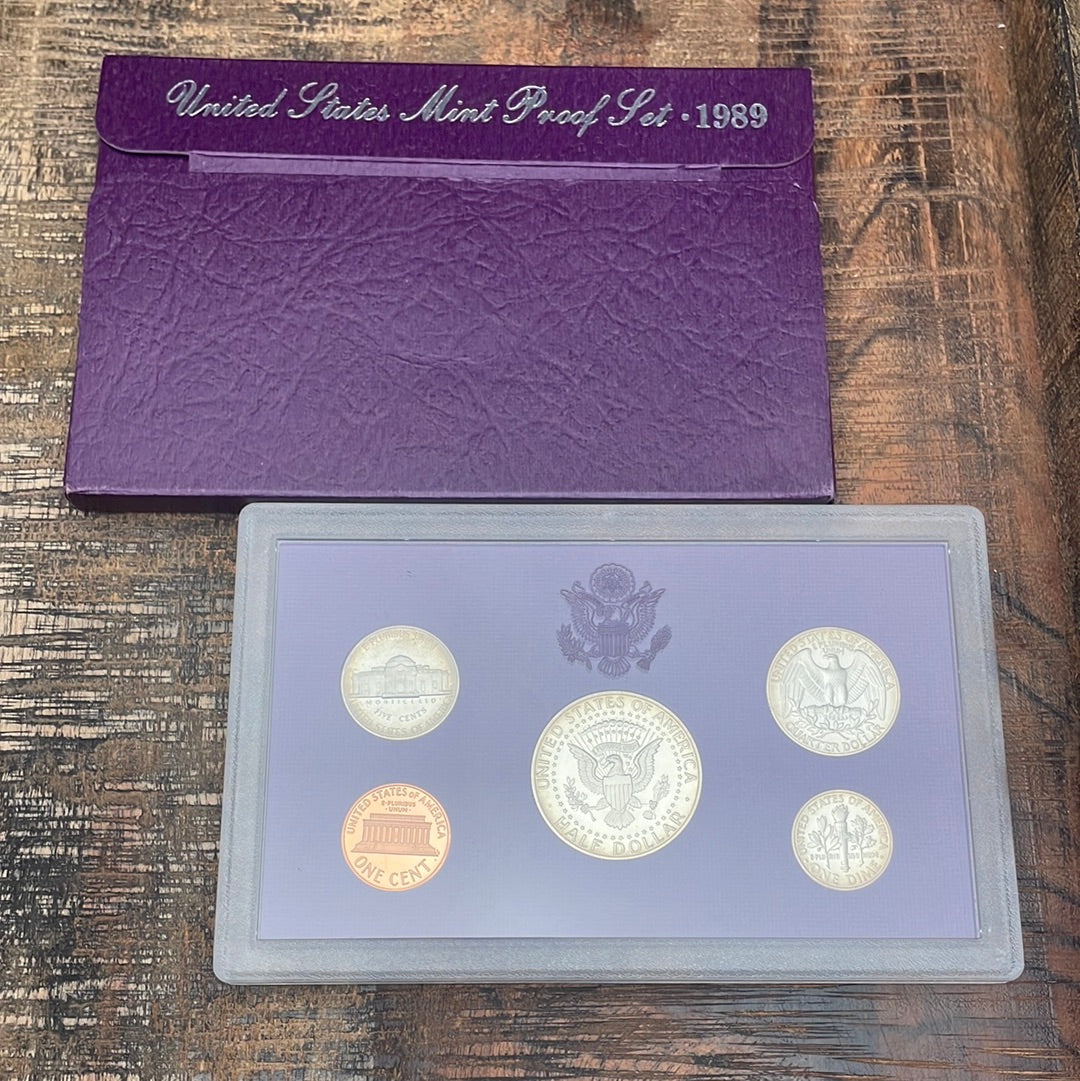 United States Mint Proof Set · 1989
MONTICELLO
FIVE CENTS
UNITED STATES OF AMERICA
QUARTER DOLLAR
UNITED STATES OF AMERICA
HALF DOLLAR
UNITED STATES OF AMERICA
E·PLURIBUS
·UNUM·
ONE CENT
UNITED STATES OF AMERICA
ONE DIME